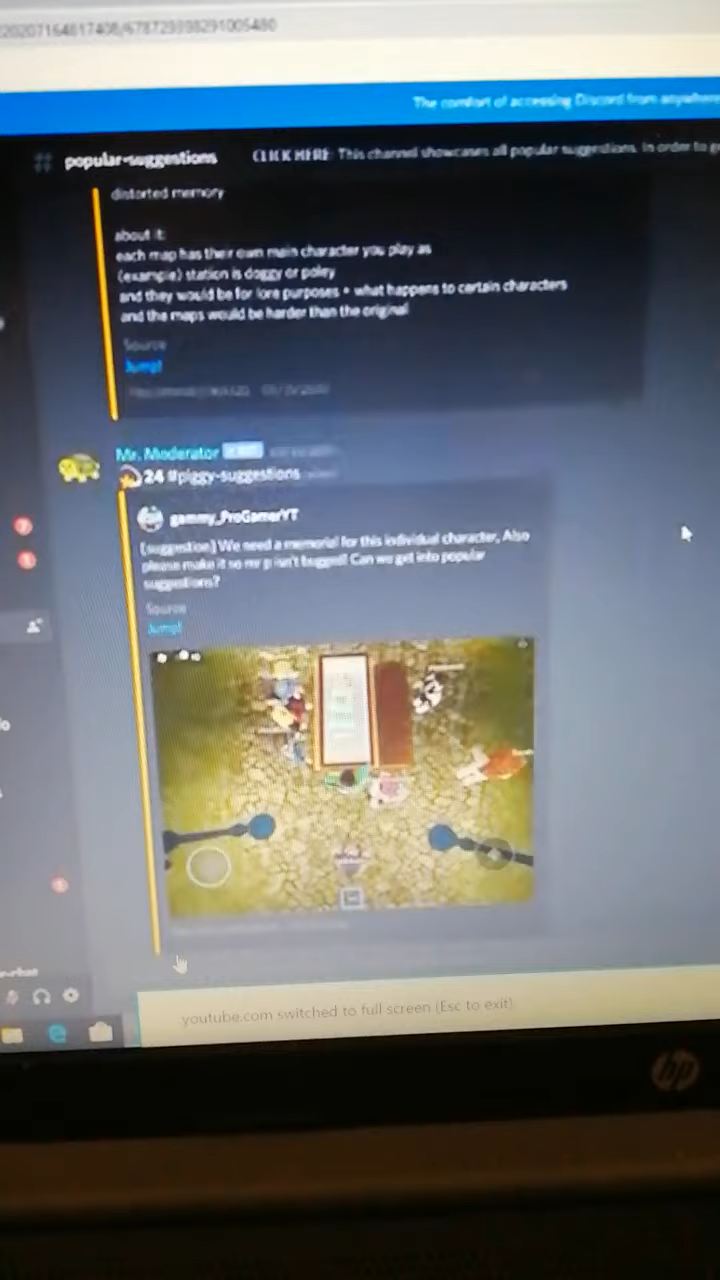 220207164817408/678729398291005480
The comfort of accessing Discord from anywhere
# popular-suggestions CLICK HERE This channel showcases all popular suggestions. In order to
distorted memory
about it:
each map has their own main character you play as
(example) station is doggy or poley
and they would be for lore purposes + what happens to certain characters
and the maps would be harder than the original
Source
Jump!
Mr. Moderator
24 #piggy-suggestions
gammy_ProGamerYT
[suggestion] We need a memorial for this individual character, Also
please make it so mr p isn't bugged! Can we get into popular
suggestions?
Source
Jump!
youtube.com switched to full screen (Esc to exit)
hp